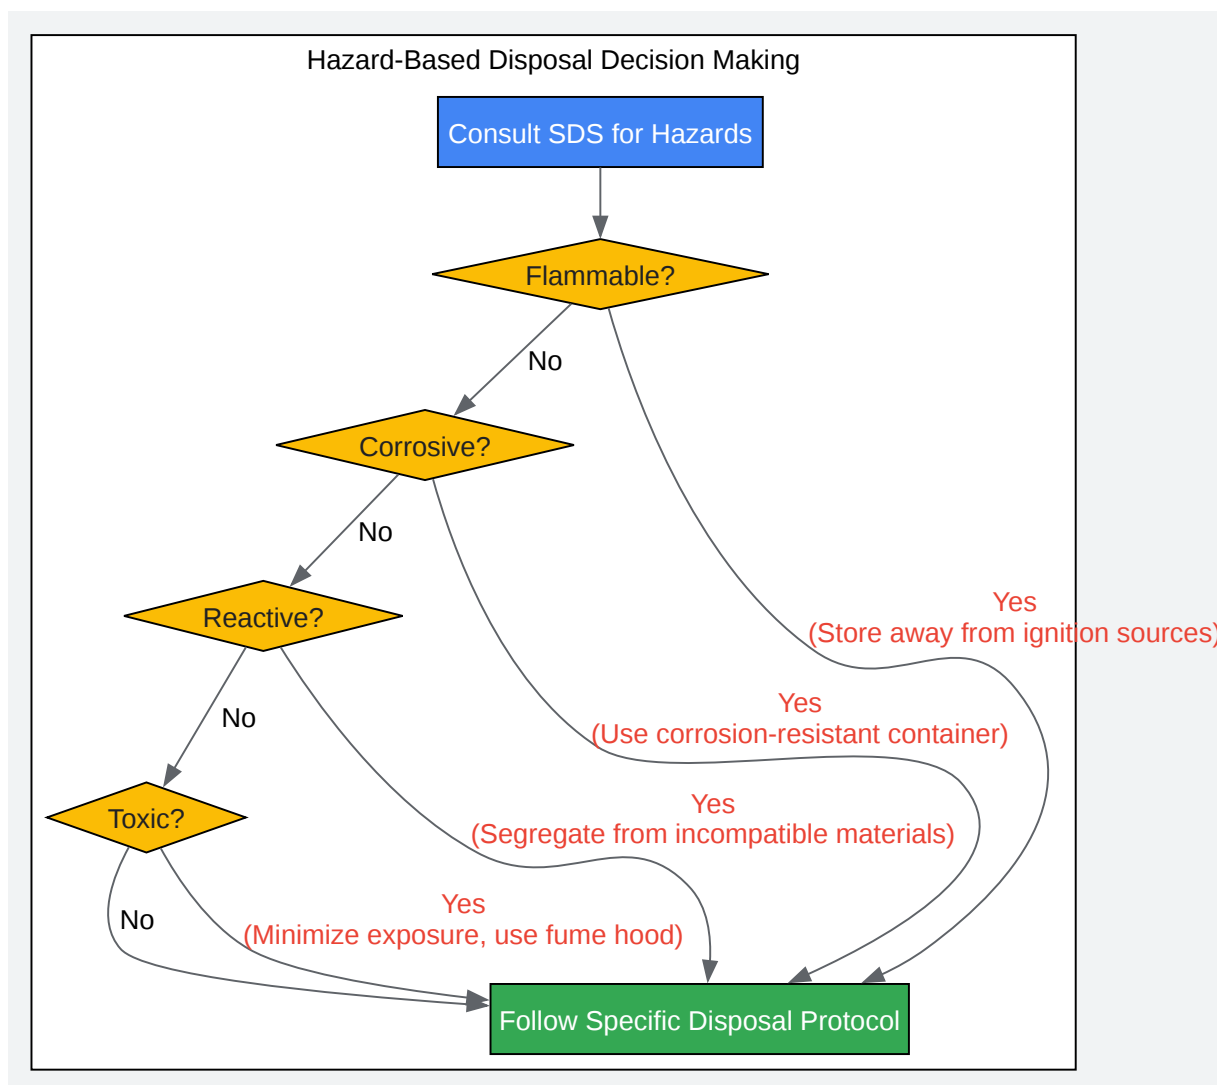 Hazard-Based Disposal Decision Making
Consult SDS for Hazards
Flammable?
No
Corrosive?
No
Reactive?
Yes
(Store away from ignition sources)
Yes
(Use corrosion-resistant container)
No
Yes
(Segregate from incompatible materials)
Toxic?
Yes
(Minimize exposure, use fume hood)
No
Follow Specific Disposal Protocol